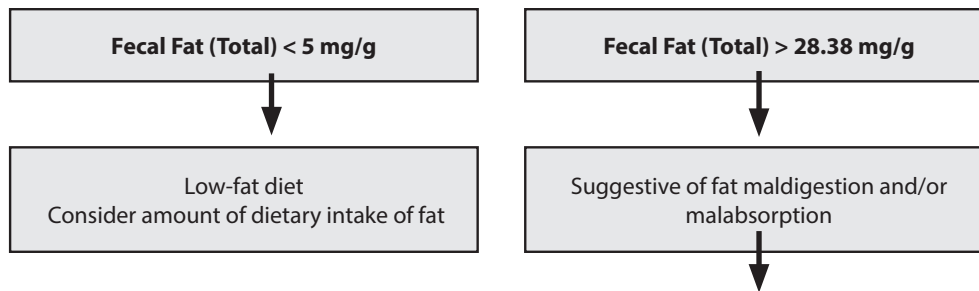 Fecal Fat (Total) < 5 mg/g
Low-fat diet
Consider amount of dietary intake of fat
Fecal Fat (Total) > 28.38 mg/g
Suggestive of fat maldigestion and/or
malabsorption